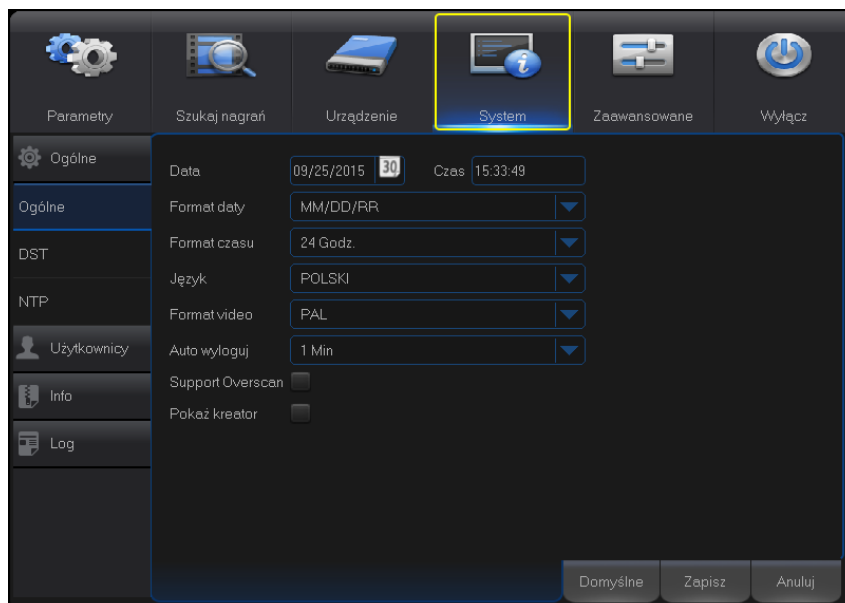 Parametry
Szukaj nagrań
Urządzenie
System
Zaawansowane
Wyłącz
Ogólne
Ogólne
DST
NTP
Użytkownicy
Info
Log
Data 09/25/2015 30 Czas 15:33:49
Format daty MM/DD/RR
Format czasu 24 Godz.
Język POLSKI
Format video PAL
Auto wyloguj 1 Min
Support Overscan
Pokaż kreator
Domyślne Zapisz Anuluj